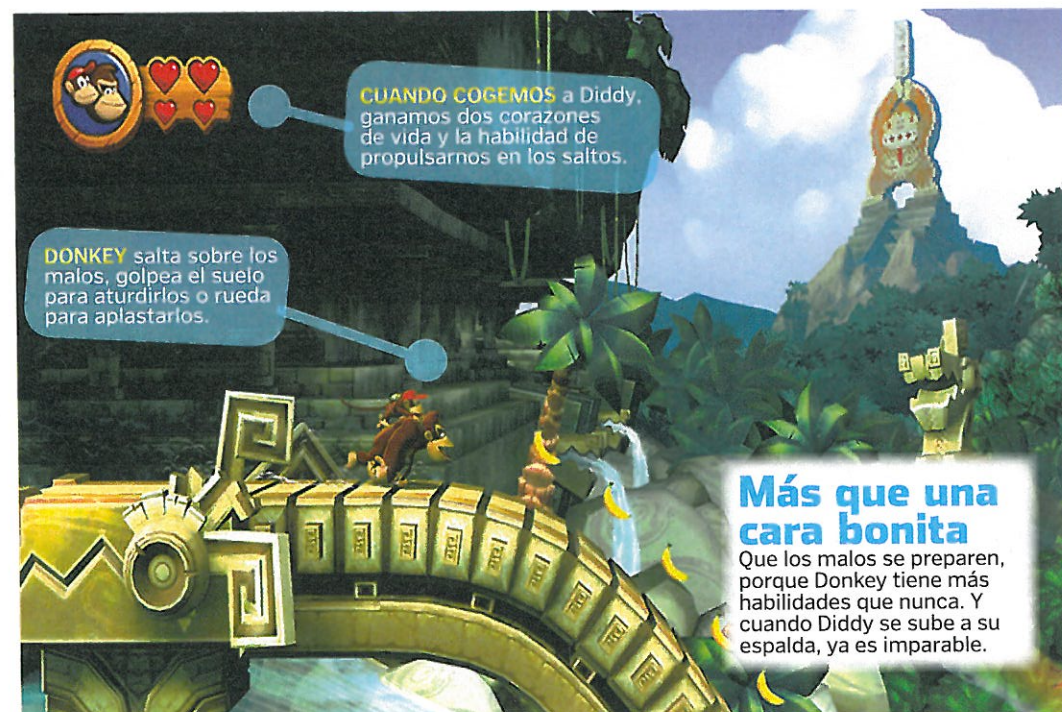 CUANDO COGEMOS a Diddy,
ganamos dos corazones
de vida y la habilidad de
propulsarnos en los saltos.
DONKEY salta sobre los
malos, golpea el suelo
para aturdirlos o rueda
para aplastarlos.
Más que una
cara bonita
Que los malos se preparen,
porque Donkey tiene más
habilidades que nunca. Y
cuando Diddy se sube a su
espalda, ya es imparable.